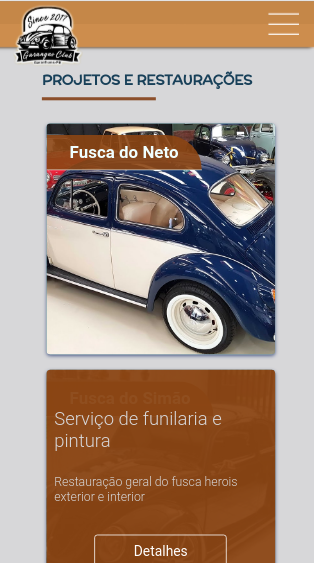 Since 2017
Garangas Club
PROJETOS E RESTAURAÇÕES
Fusca do Neto
Fusca do Simão
Serviço de funilaria e
pintura
Restauração geral do fusca herois
exterior e interior
Detalhes